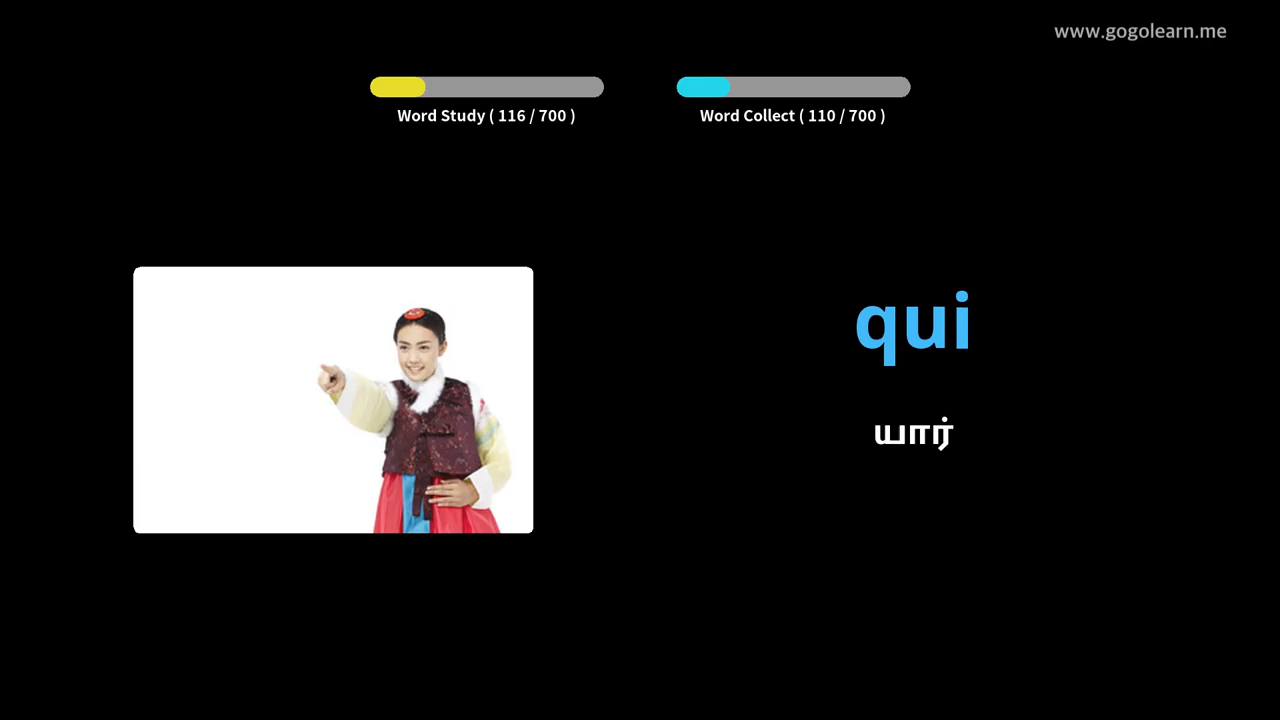 www.gogolearn.me
Word Study ( 116 / 700 )
Word Collect ( 110 / 700 )
qui
யார்